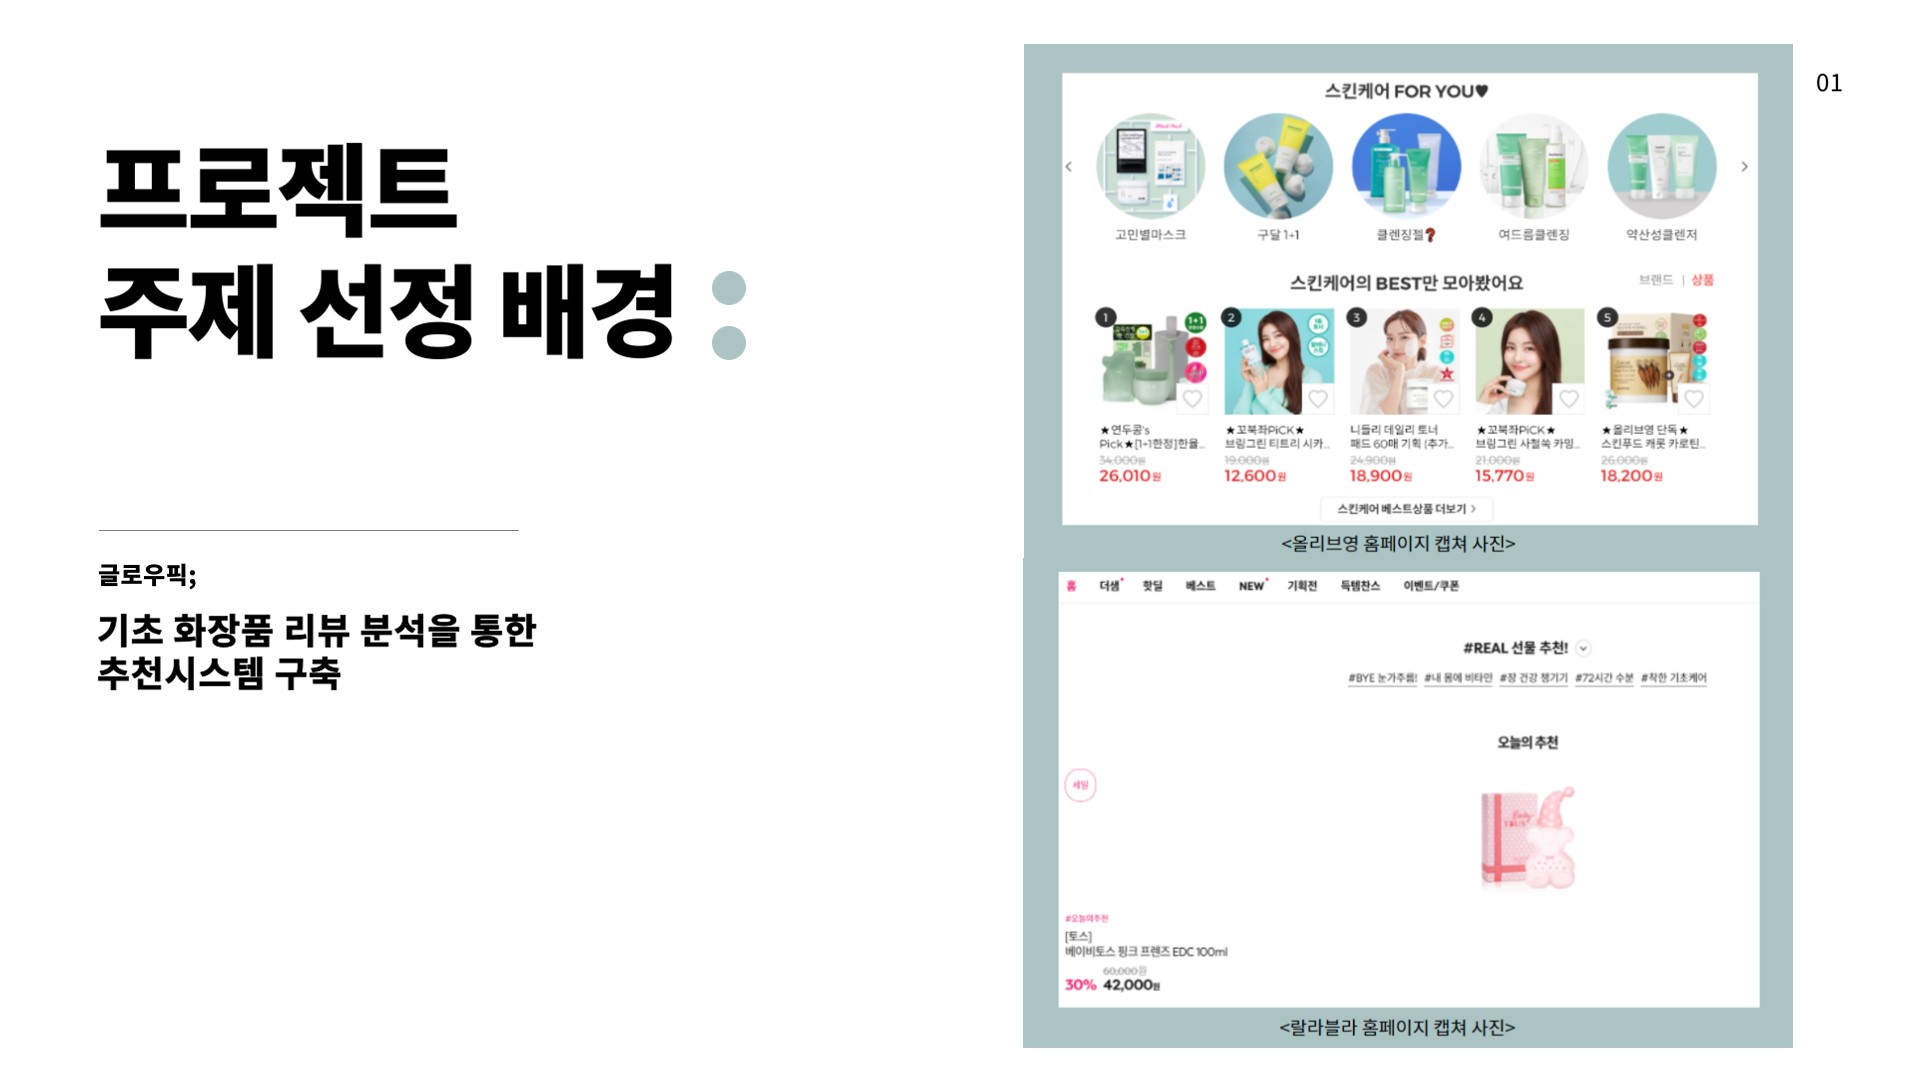 01
프로젝트
주제 선정 배경 :
글로우픽;
기초 화장품 리뷰 분석을 통한
추천시스템 구축
스킨케어 FOR YOU♥
고민별마스크 구달 1+1 클렌징젤❓ 여드름클렌징 약산성클렌저
스킨케어의 BEST만 모아봤어요
브랜드 | 상품
1 2 3 4 5
1+1
★연두콩's
Pick★[1+1한정]한율...
34,000원
26,010원
★꼬북좌PiCK★
브링그린 티트리 시카...
19,000원
12,600원
니들리 데일리 토너
패드 60매 기획 (추가...
24,900원
18,900원
★꼬북좌PiCK★
브링그린 사철쑥 카밍...
21,000원
15,770원
★올리브영 단독★
스킨푸드 캐롯 카로틴...
26,000원
18,200원
스킨케어 베스트상품 더보기 >
<올리브영 홈페이지 캡쳐 사진>
홈 더샘 핫딜 베스트 NEW 기획전 득템찬스 이벤트/쿠폰
#REAL 선물 추천!
#BYE 눈가주름! #내 몸에 비타민 #장 건강 챙기기 #72시간 수분 #착한 기초케어
오늘의 추천
세일
Baby
TOUS
#오늘의추천
[토스]
베이비토스 핑크 프렌즈 EDC 100ml
60,000원
30% 42,000원
<랄라블라 홈페이지 캡쳐 사진>